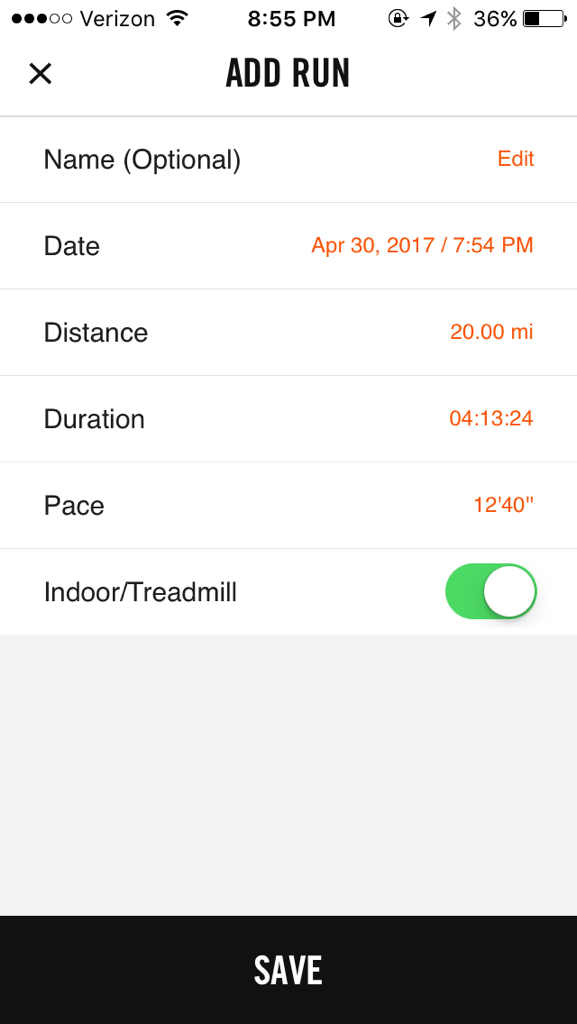 Verizon 8:55 PM 36%
ADD RUN
Name (Optional) Edit
Date Apr 30, 2017 / 7:54 PM
Distance 20.00 mi
Duration 04:13:24
Pace 12'40"
Indoor/Treadmill
SAVE